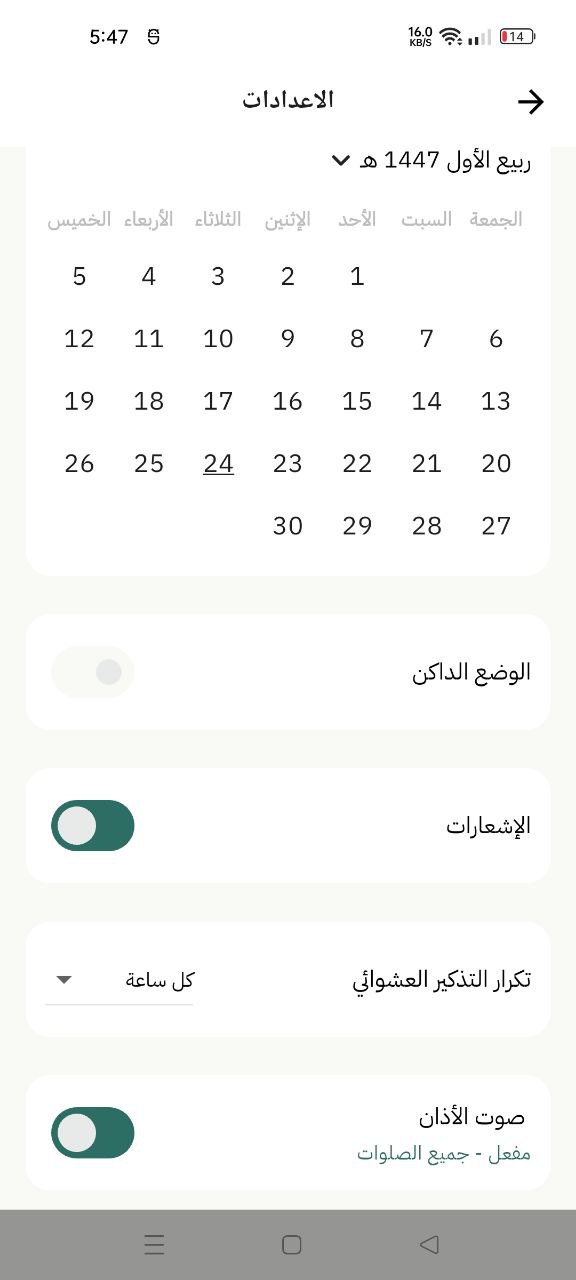 5:47 16.0 KB/S 14
الاعدادات
ربيع الأول 1447 هـ
الجمعة السبت الأحد الإثنين الثلاثاء الأربعاء الخميس
1 2 3 4 5
6 7 8 9 10 11 12
13 14 15 16 17 18 19
20 21 22 23 24 25 26
27 28 29 30
الوضع الداكن
الإشعارات
تكرار التذكير العشوائي كل ساعة
صوت الأذان
مفعل - جميع الصلوات